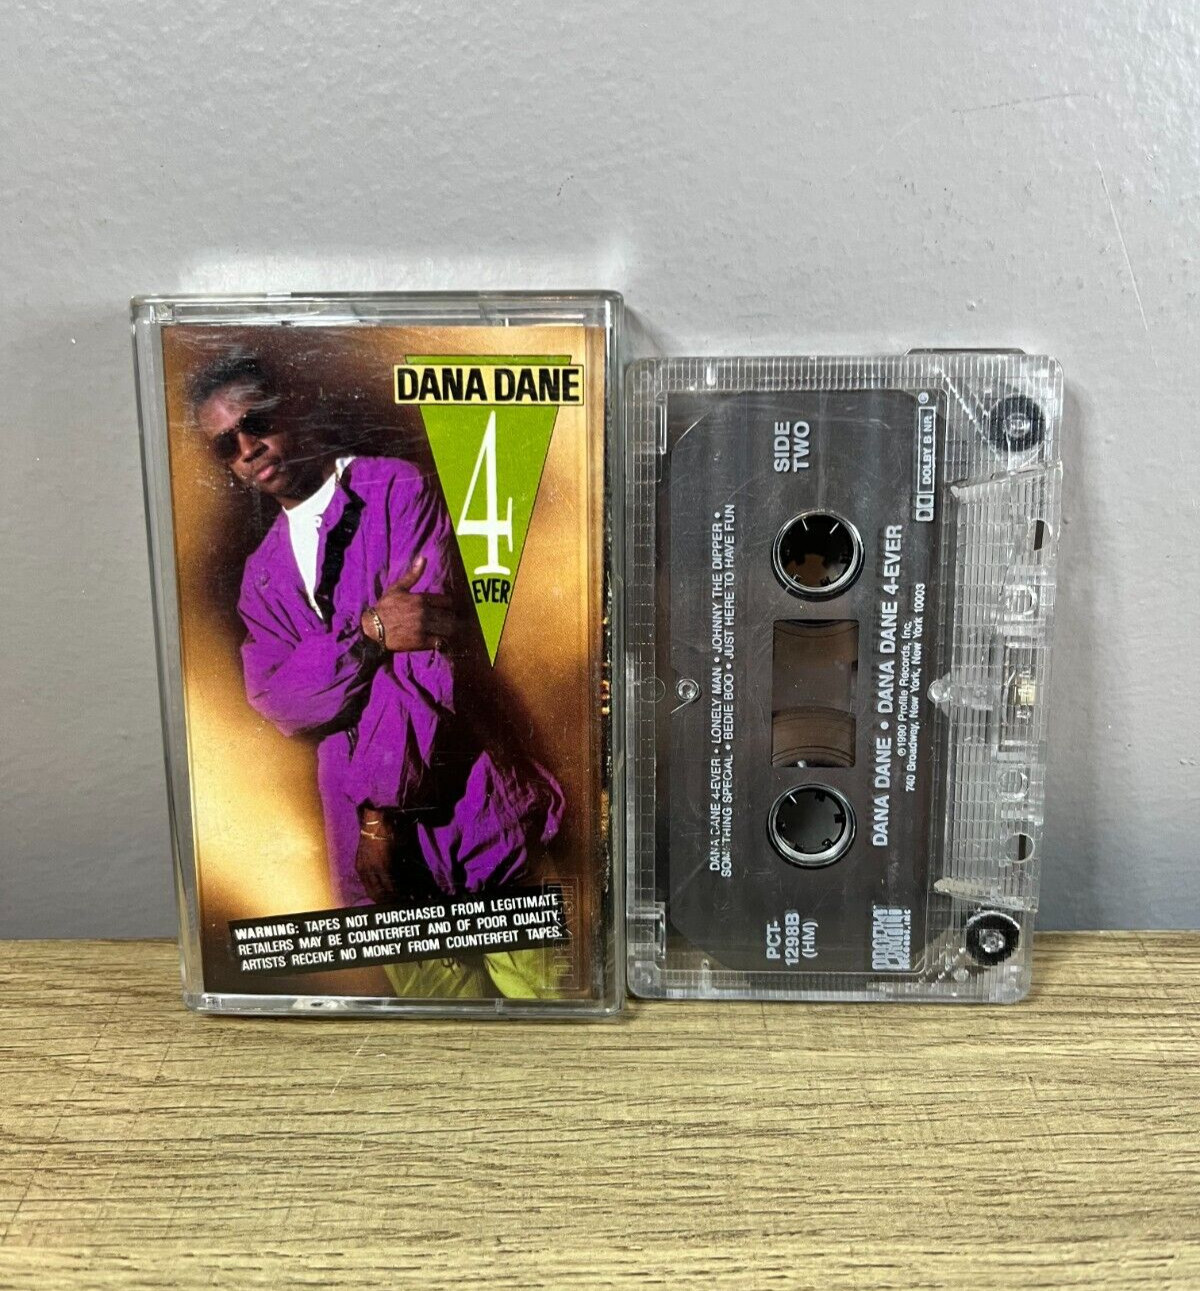 DANA DANE
4
EVER
WARNING: TAPES NOT PURCHASED FROM LEGITIMATE
RETAILERS MAY BE COUNTERFEIT AND OF POOR QUALITY.
ARTISTS RECEIVE NO MONEY FROM COUNTERFEIT TAPES.
SIDE
TWO
DOLBY B NR
DANA DANE 4-EVER • LONELY MAN • JOHNNY THE DIPPER •
SOMETHING SPECIAL • BEDIE BOO • JUST HERE TO HAVE FUN
DANA DANE • DANA DANE 4-EVER
℗1990 Profile Records, Inc.
740 Broadway, New York, New York 10003
PCT-
1298B
(HM)
PROFILE